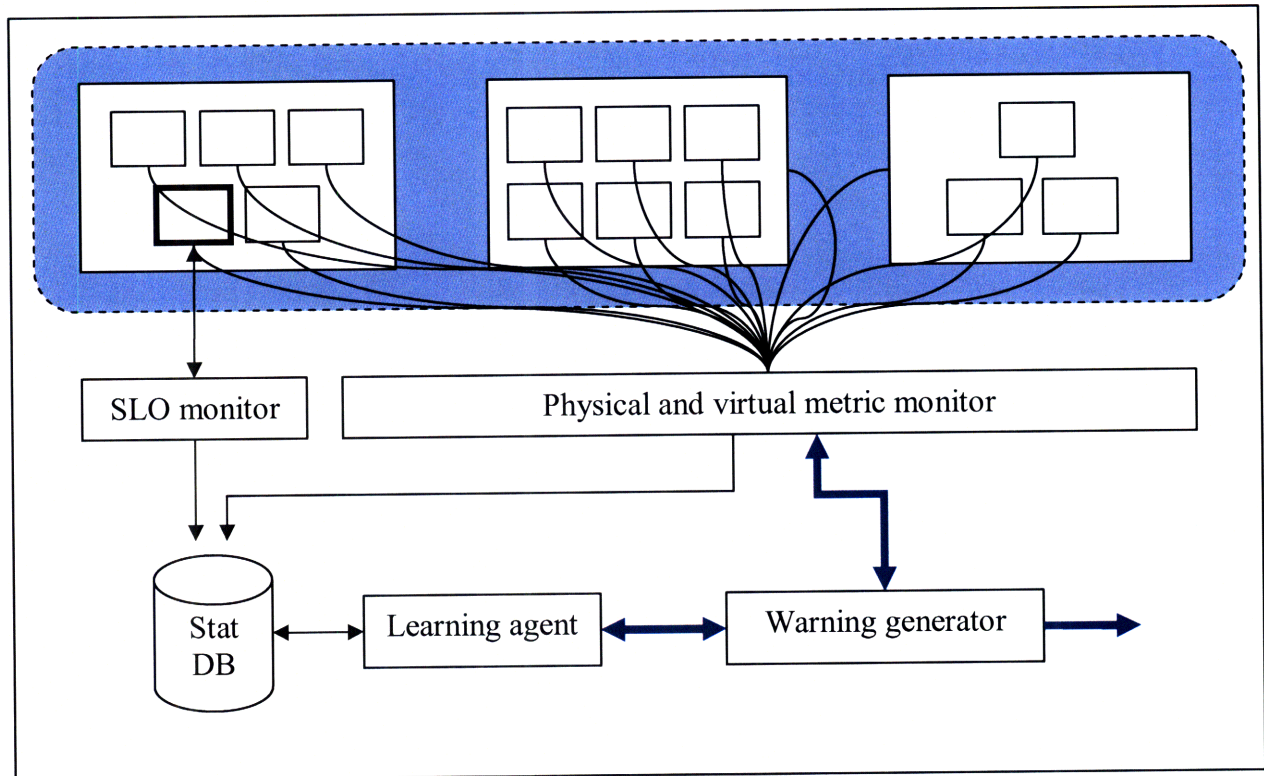 SLO monitor
Physical and virtual metric monitor
Stat
DB
Learning agent
Warning generator